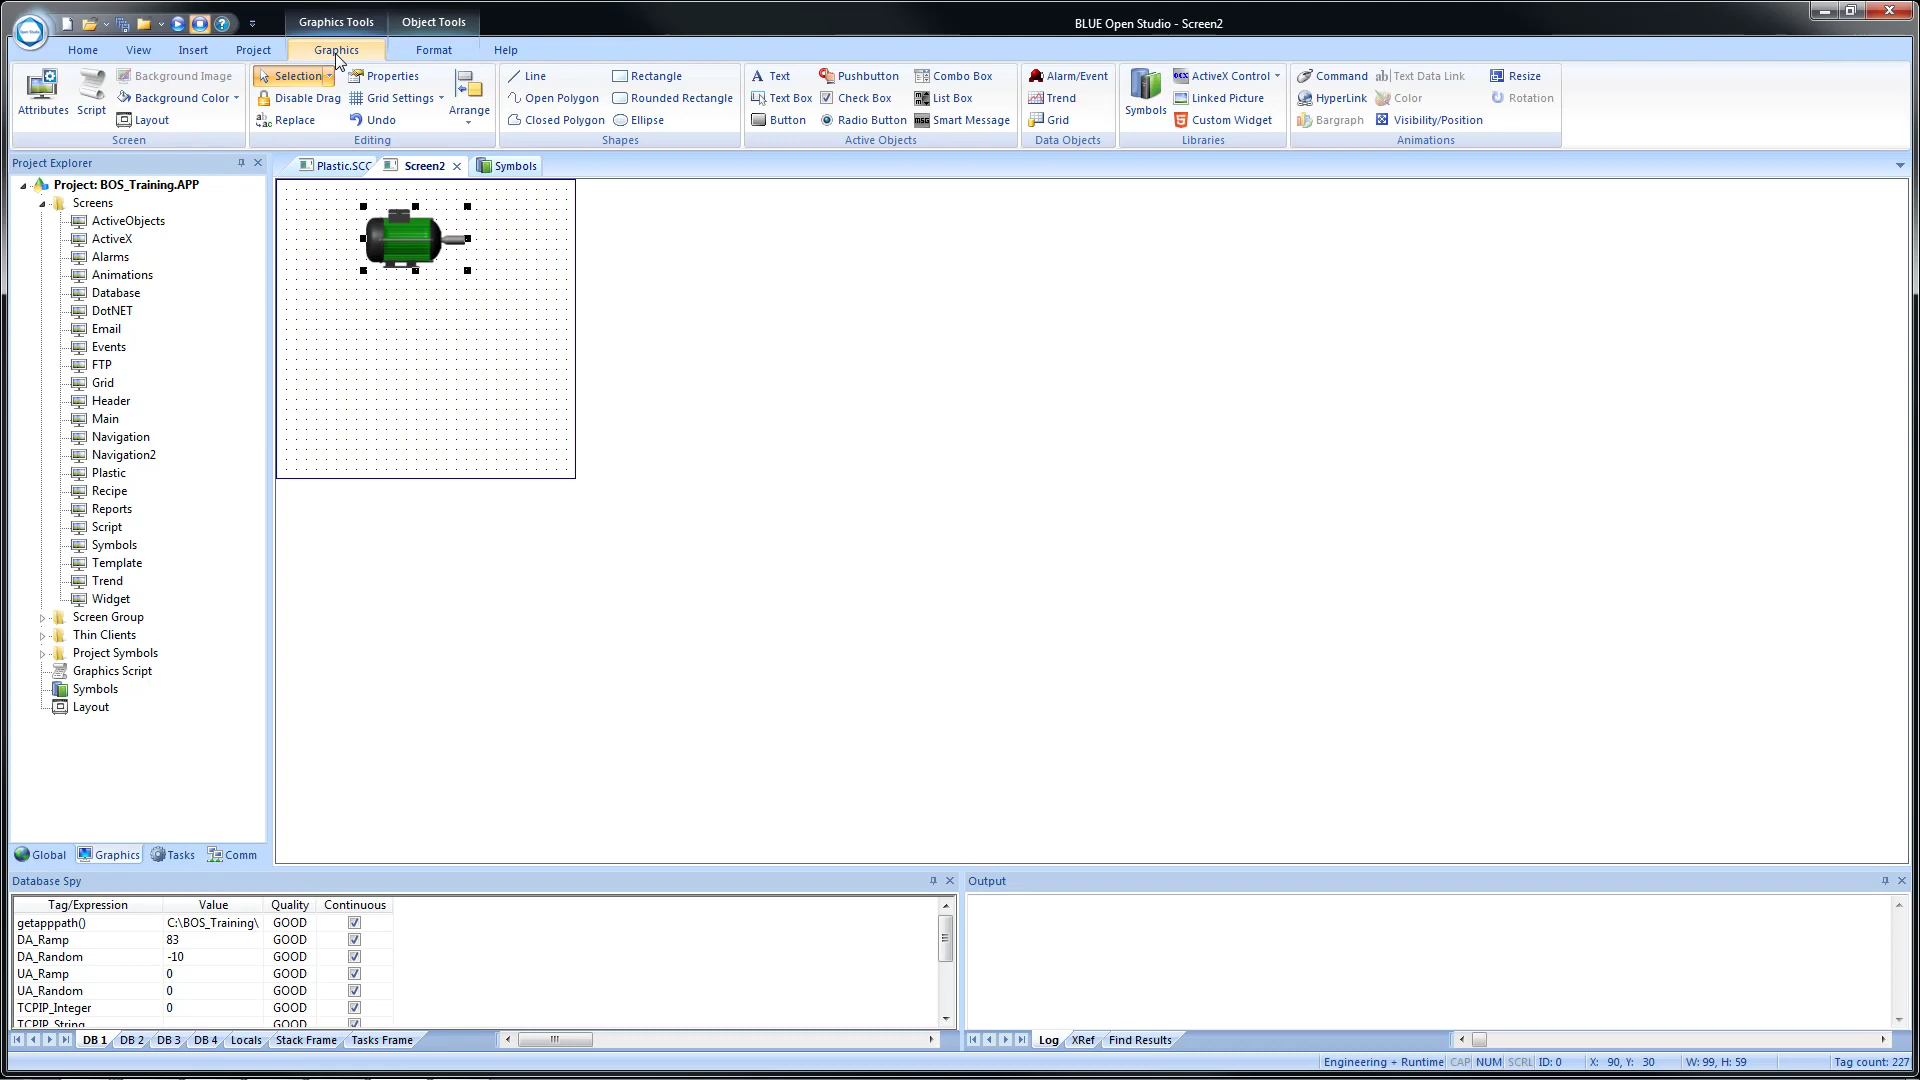 Graphics Tools Object Tools BLUE Open Studio - Screen2
Home View Insert Project Graphics Format Help
Background Image Selection Properties Line Rectangle Text Pushbutton Combo Box Alarm/Event ActiveX Control Command Text Data Link Resize
Attributes Script Background Color Disable Drag Grid Settings Arrange Open Polygon Rounded Rectangle Text Box Check Box List Box Trend Symbols Linked Picture HyperLink Color Rotation
Layout Replace Undo Closed Polygon Ellipse Button Radio Button Smart Message Grid Custom Widget Bargraph Visibility/Position
Screen Editing Shapes Active Objects Data Objects Libraries Animations
Project Explorer
Plastic.SCC Screen2 Symbols
Project: BOS_Training.APP
Screens
ActiveObjects
ActiveX
Alarms
Animations
Database
DotNET
Email
Events
FTP
Grid
Header
Main
Navigation
Navigation2
Plastic
Recipe
Reports
Script
Symbols
Template
Trend
Widget
Screen Group
Thin Clients
Project Symbols
Graphics Script
Symbols
Layout
Global Graphics Tasks Comm
Database Spy
Tag/Expression Value Quality Continuous
getapppath() C:\BOS_Training\ GOOD
DA_Ramp 83 GOOD
DA_Random -10 GOOD
UA_Ramp 0 GOOD
UA_Random 0 GOOD
TCPIP_Integer 0 GOOD
TCPIP_String GOOD
DB 1 DB 2 DB 3 DB 4 Locals Stack Frame Tasks Frame
Output
Log XRef Find Results
Engineering + Runtime CAP NUM SCRL ID: 0 X: 90, Y: 30 W: 99, H: 59 Tag count: 227